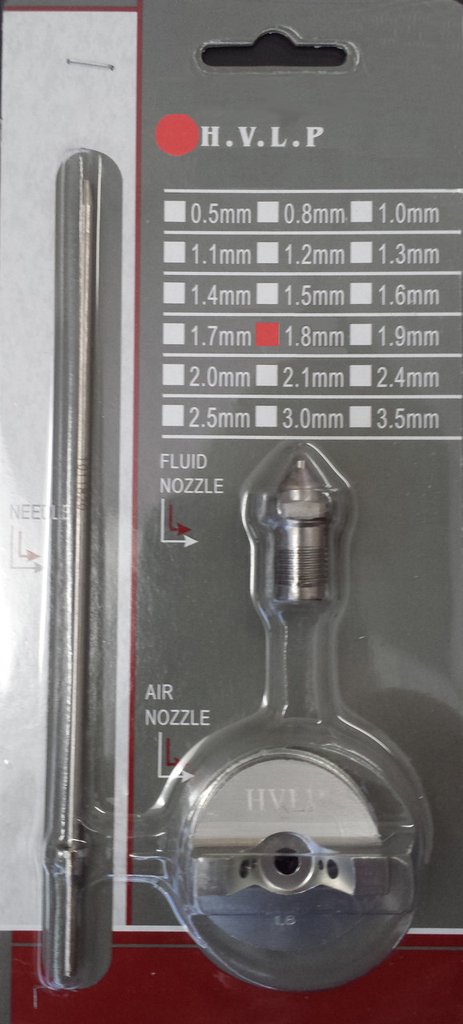 H.V.L.P
0.5mm 0.8mm 1.0mm
1.1mm 1.2mm 1.3mm
1.4mm 1.5mm 1.6mm
1.7mm 1.8mm 1.9mm
2.0mm 2.1mm 2.4mm
2.5mm 3.0mm 3.5mm
FLUID
NOZZLE
NEEDLE
AIR
NOZZLE
HVLP